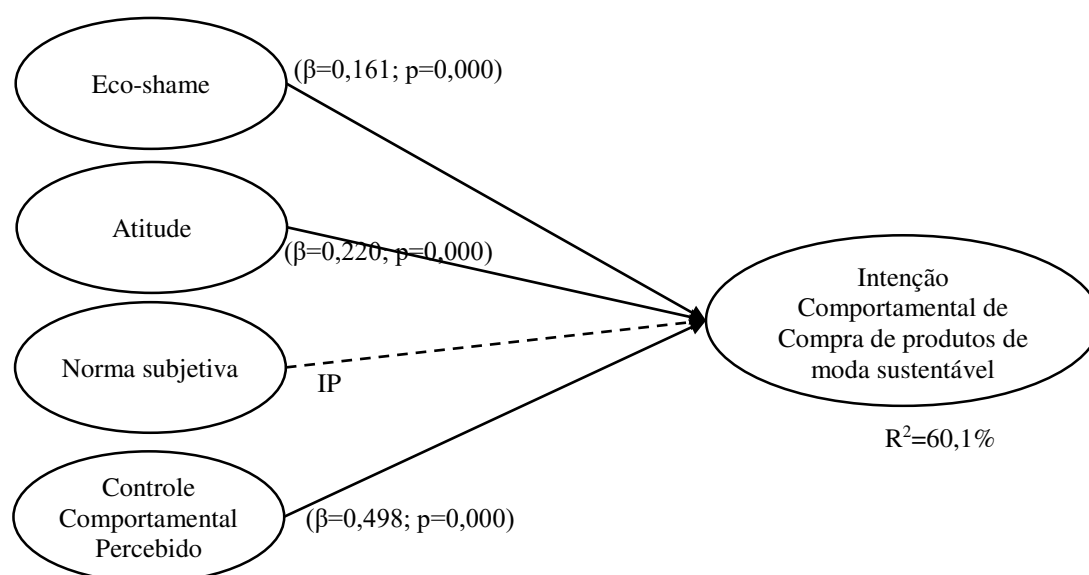 Eco-shame
(β=0,161; p=0,000)
Atitude
(β=0,220; p=0,000)
Norma subjetiva
IP
Controle
Comportamental
Percebido
(β=0,498; p=0,000)
Intenção
Comportamental de
Compra de produtos de
moda sustentável
R²=60,1%